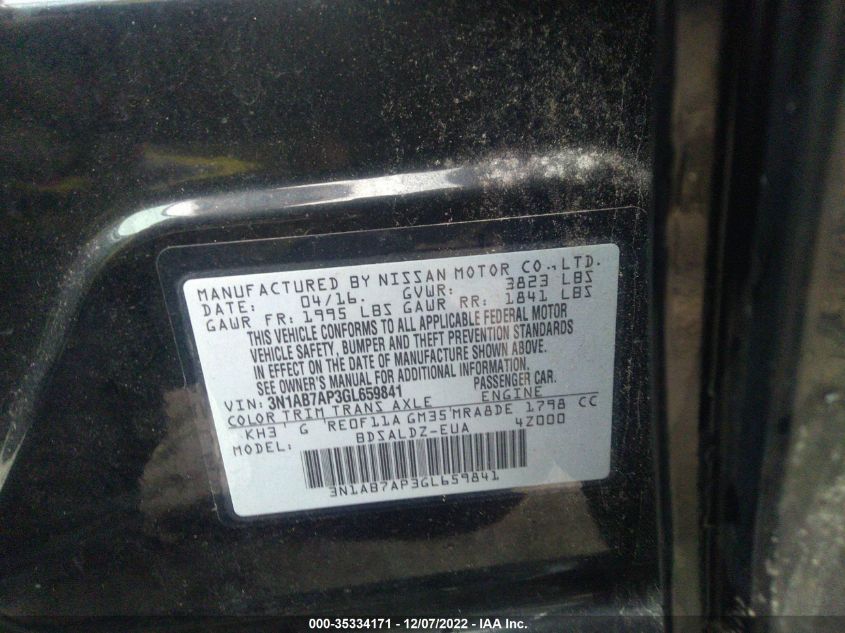 MANUFACTURED BY NISSAN MOTOR CO., LTD.
DATE: 04/16. GVWR: 3823 LBS
GAWR FR: 1995 LBS GAWR RR: 1841 LBS
THIS VEHICLE CONFORMS TO ALL APPLICABLE FEDERAL MOTOR
VEHICLE SAFETY, BUMPER AND THEFT PREVENTION STANDARDS
IN EFFECT ON THE DATE OF MANUFACTURE SHOWN ABOVE.
SEE OWNER'S MANUAL FOR ADDITIONAL INFORMATION.
VIN: 3N1AB7AP3GL659841 PASSENGER CAR.
COLOR TRIM TRANS AXLE ENGINE
KH3 G RE0F11A GM35 MRA8DE 1798 CC
MODEL: BDSALDZ-EUA 4Z000
3N1AB7AP3GL659841
000-35334171 - 12/07/2022 - IAA Inc.